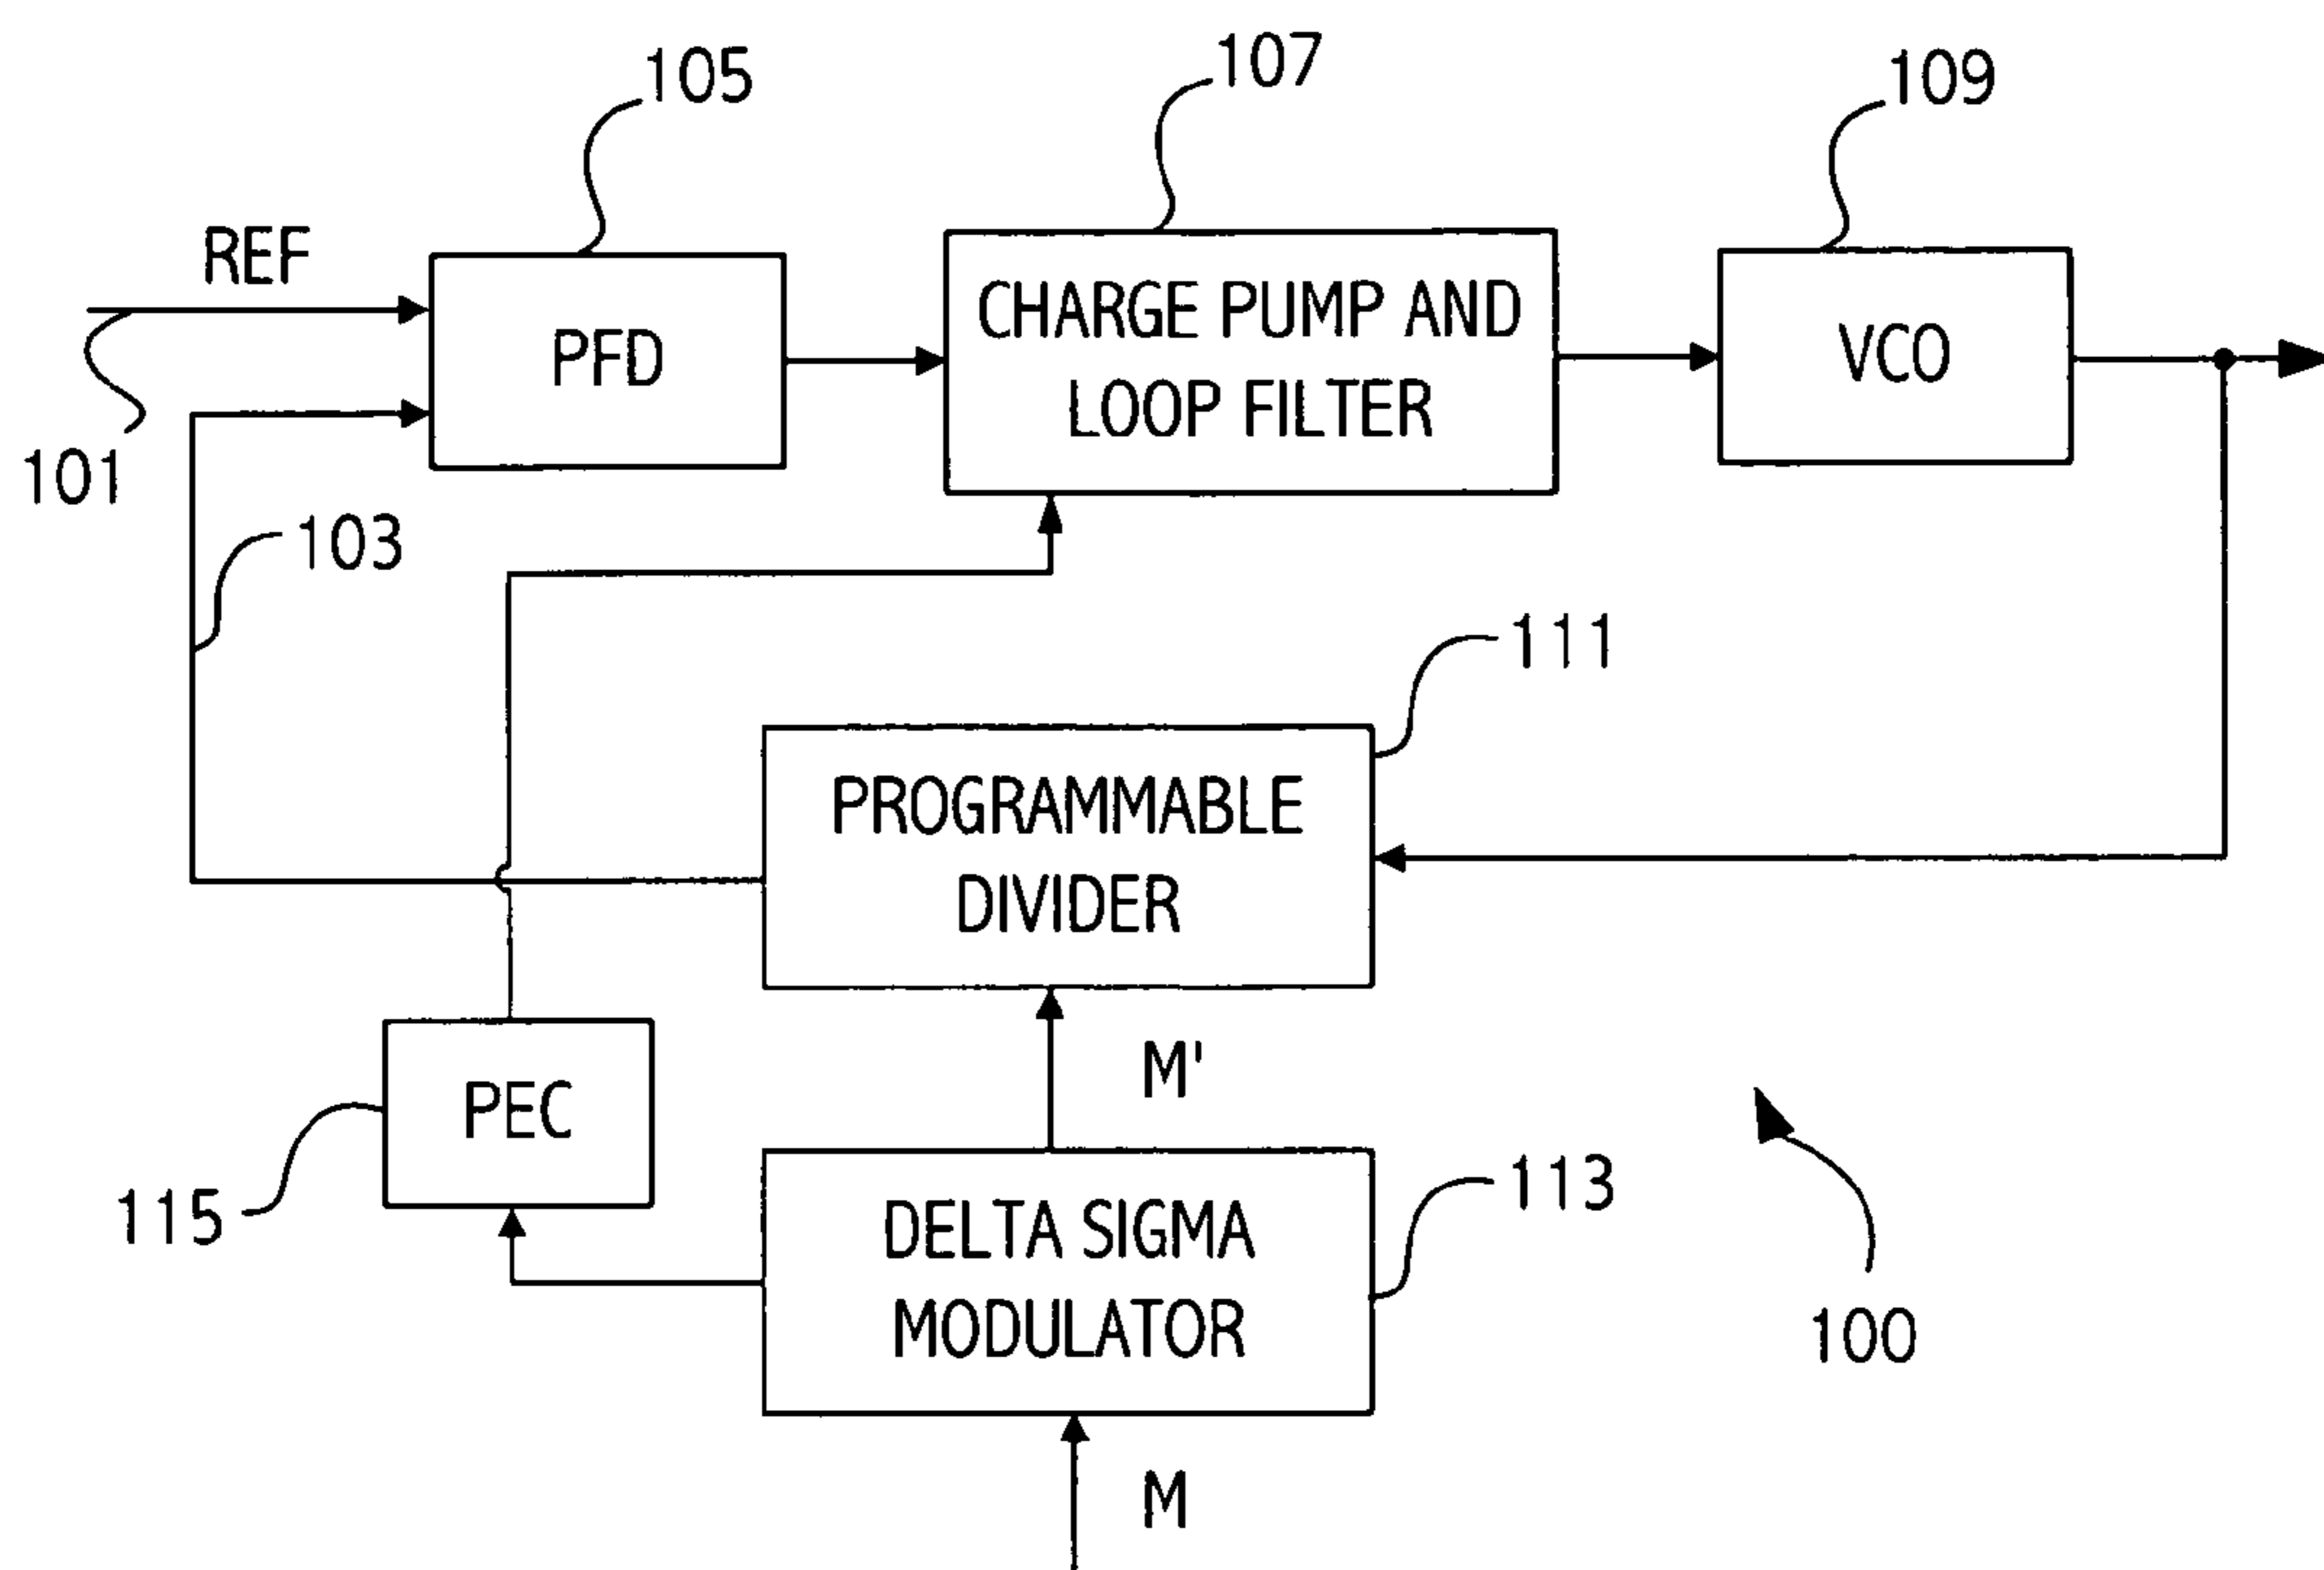 105
107
109
REF
PFD
CHARGE PUMP AND
LOOP FILTER
VCO
101
103
111
PROGRAMMABLE
DIVIDER
M'
PEC
115
DELTA SIGMA
MODULATOR
113
100
M